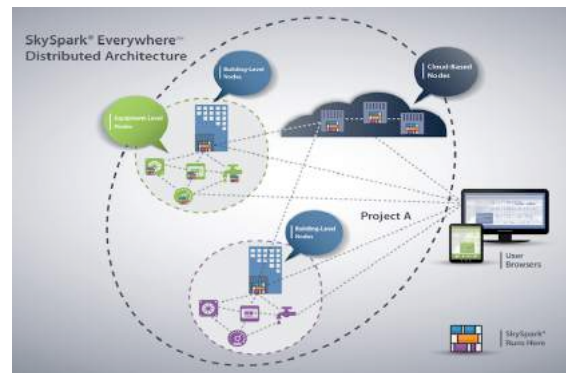 SkySpark® Everywhere™
Distributed Architecture
Building-Level
Nodes
Cloud-Based
Nodes
Equipment-Level
Nodes
Project A
Building-Level
Nodes
User
Browsers
SkySpark®
Runs Here